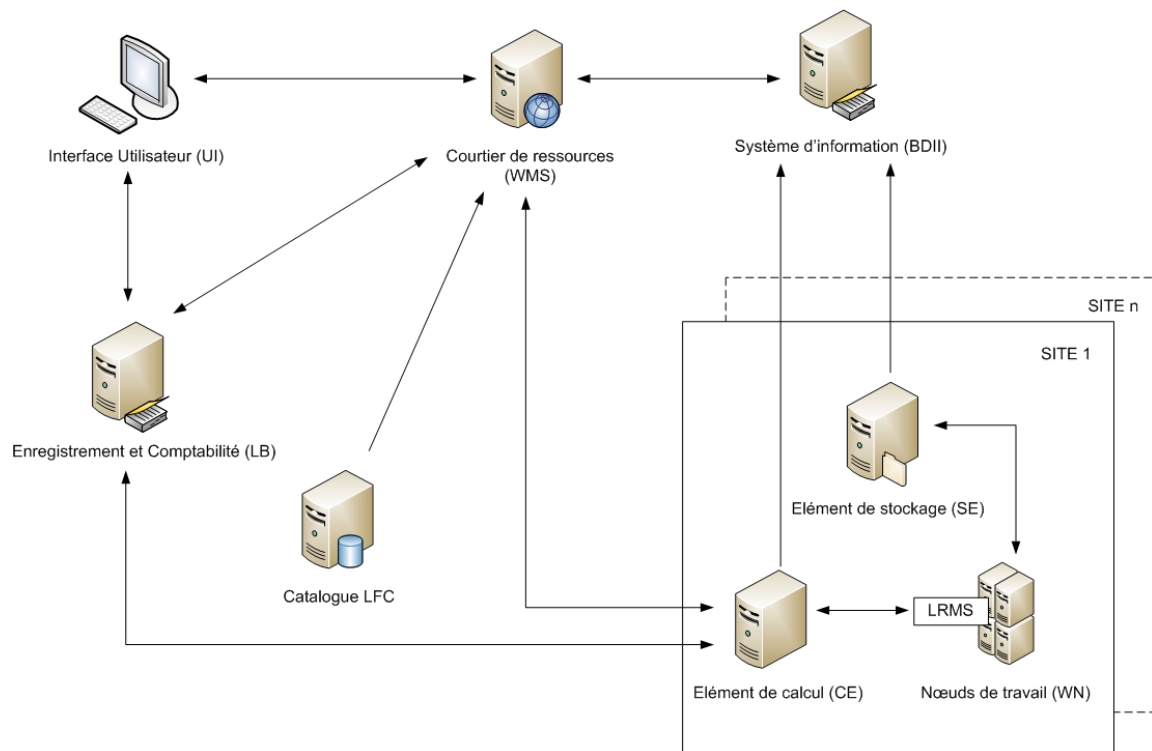 Interface Utilisateur (UI)
Courtier de ressources
(WMS)
Système d'information (BDII)
SITE n
SITE 1
Enregistrement et Comptabilité (LB)
Elément de stockage (SE)
Catalogue LFC
LRMS
Elément de calcul (CE)
Nœuds de travail (WN)